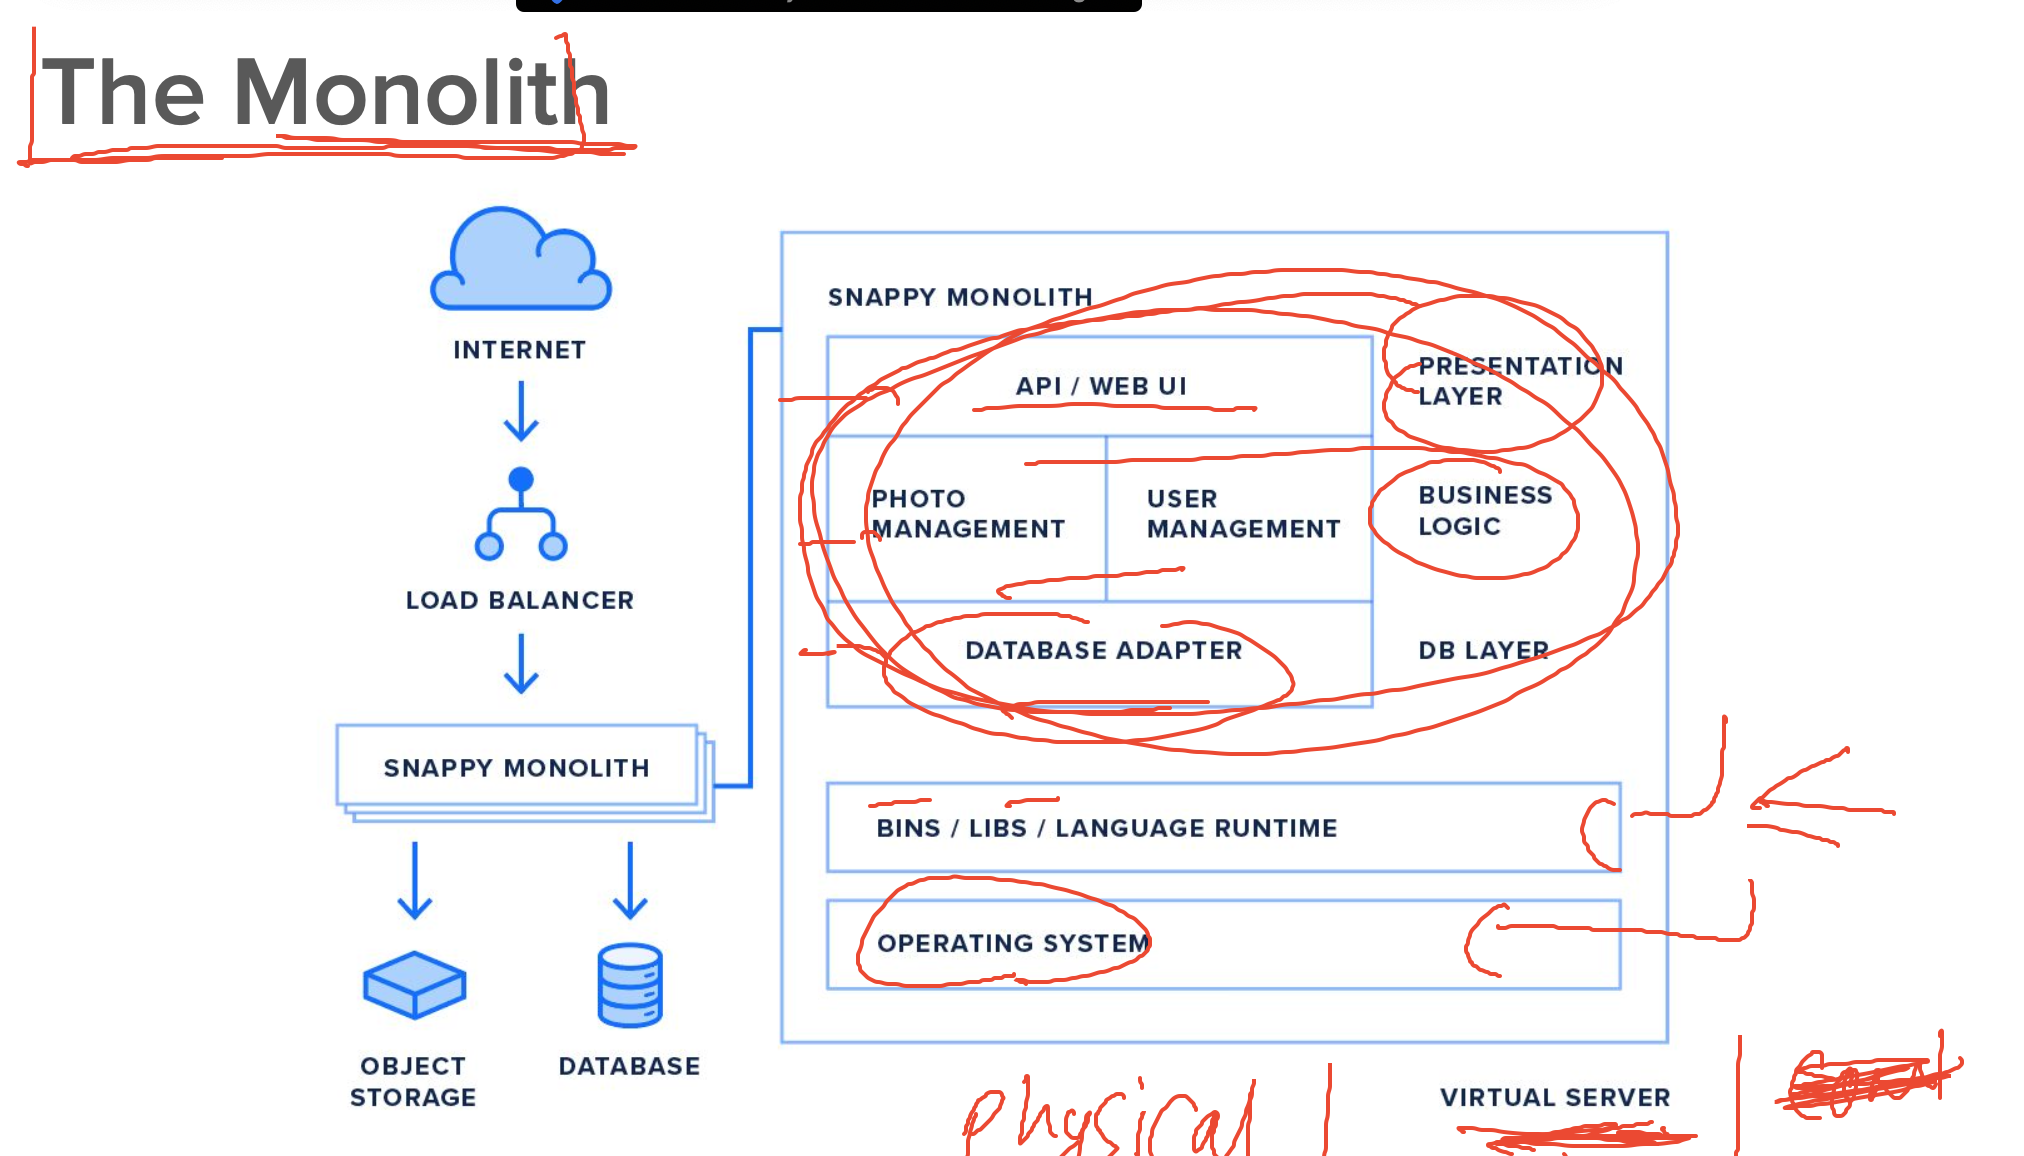 The Monolith
INTERNET
LOAD BALANCER
SNAPPY MONOLITH
OBJECT
STORAGE
DATABASE
SNAPPY MONOLITH
API / WEB UI
PRESENTATION
LAYER
PHOTO
MANAGEMENT
USER
MANAGEMENT
BUSINESS
LOGIC
DATABASE ADAPTER
DB LAYER
BINS / LIBS / LANGUAGE RUNTIME
OPERATING SYSTEM
physical
VIRTUAL SERVER